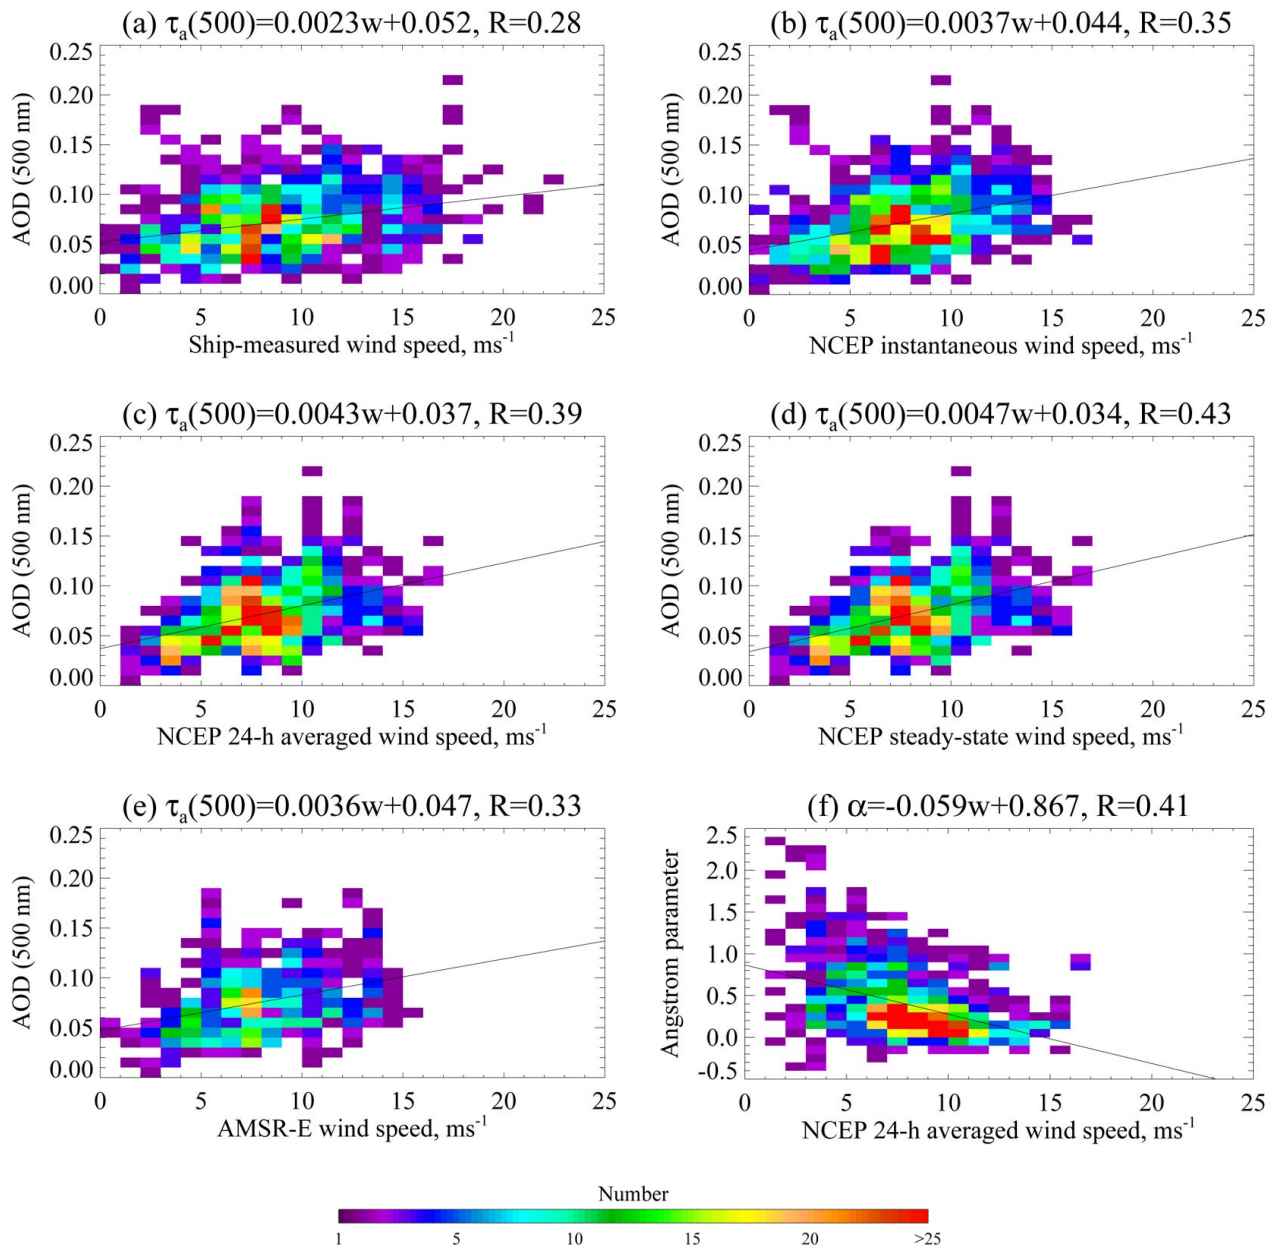 (a) τa(500)=0.0023w+0.052, R=0.28
AOD (500 nm)
0.25
0.20
0.15
0.10
0.05
0.00
0 5 10 15 20 25
Ship-measured wind speed, ms-1
(b) τa(500)=0.0037w+0.044, R=0.35
AOD (500 nm)
0.25
0.20
0.15
0.10
0.05
0.00
0 5 10 15 20 25
NCEP instantaneous wind speed, ms-1
(c) τa(500)=0.0043w+0.037, R=0.39
AOD (500 nm)
0.25
0.20
0.15
0.10
0.05
0.00
0 5 10 15 20 25
NCEP 24-h averaged wind speed, ms-1
(d) τa(500)=0.0047w+0.034, R=0.43
AOD (500 nm)
0.25
0.20
0.15
0.10
0.05
0.00
0 5 10 15 20 25
NCEP steady-state wind speed, ms-1
(e) τa(500)=0.0036w+0.047, R=0.33
AOD (500 nm)
0.25
0.20
0.15
0.10
0.05
0.00
0 5 10 15 20 25
AMSR-E wind speed, ms-1
(f) α=-0.059w+0.867, R=0.41
Angstrom parameter
2.5
2.0
1.5
1.0
0.5
0.0
-0.5
0 5 10 15 20 25
NCEP 24-h averaged wind speed, ms-1
Number
1 5 10 15 20 >25